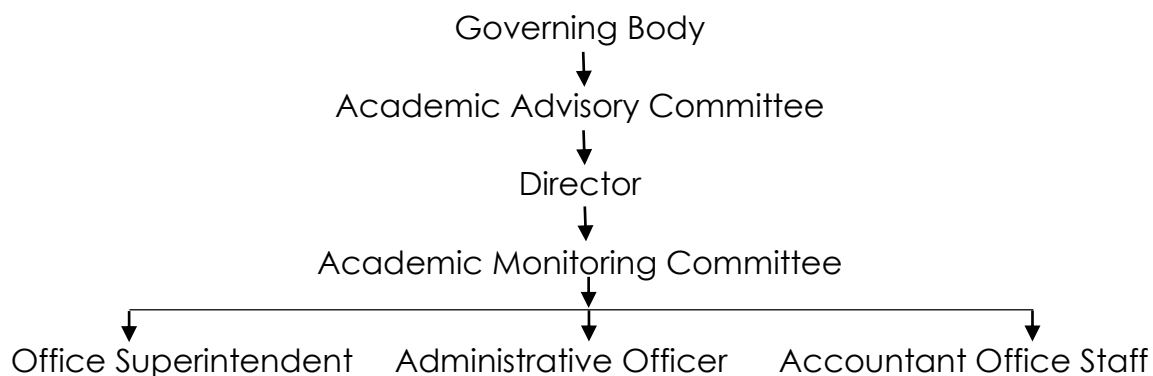 Governing Body
Academic Advisory Committee
Director
Academic Monitoring Committee
Office Superintendent Administrative Officer Accountant Office Staff